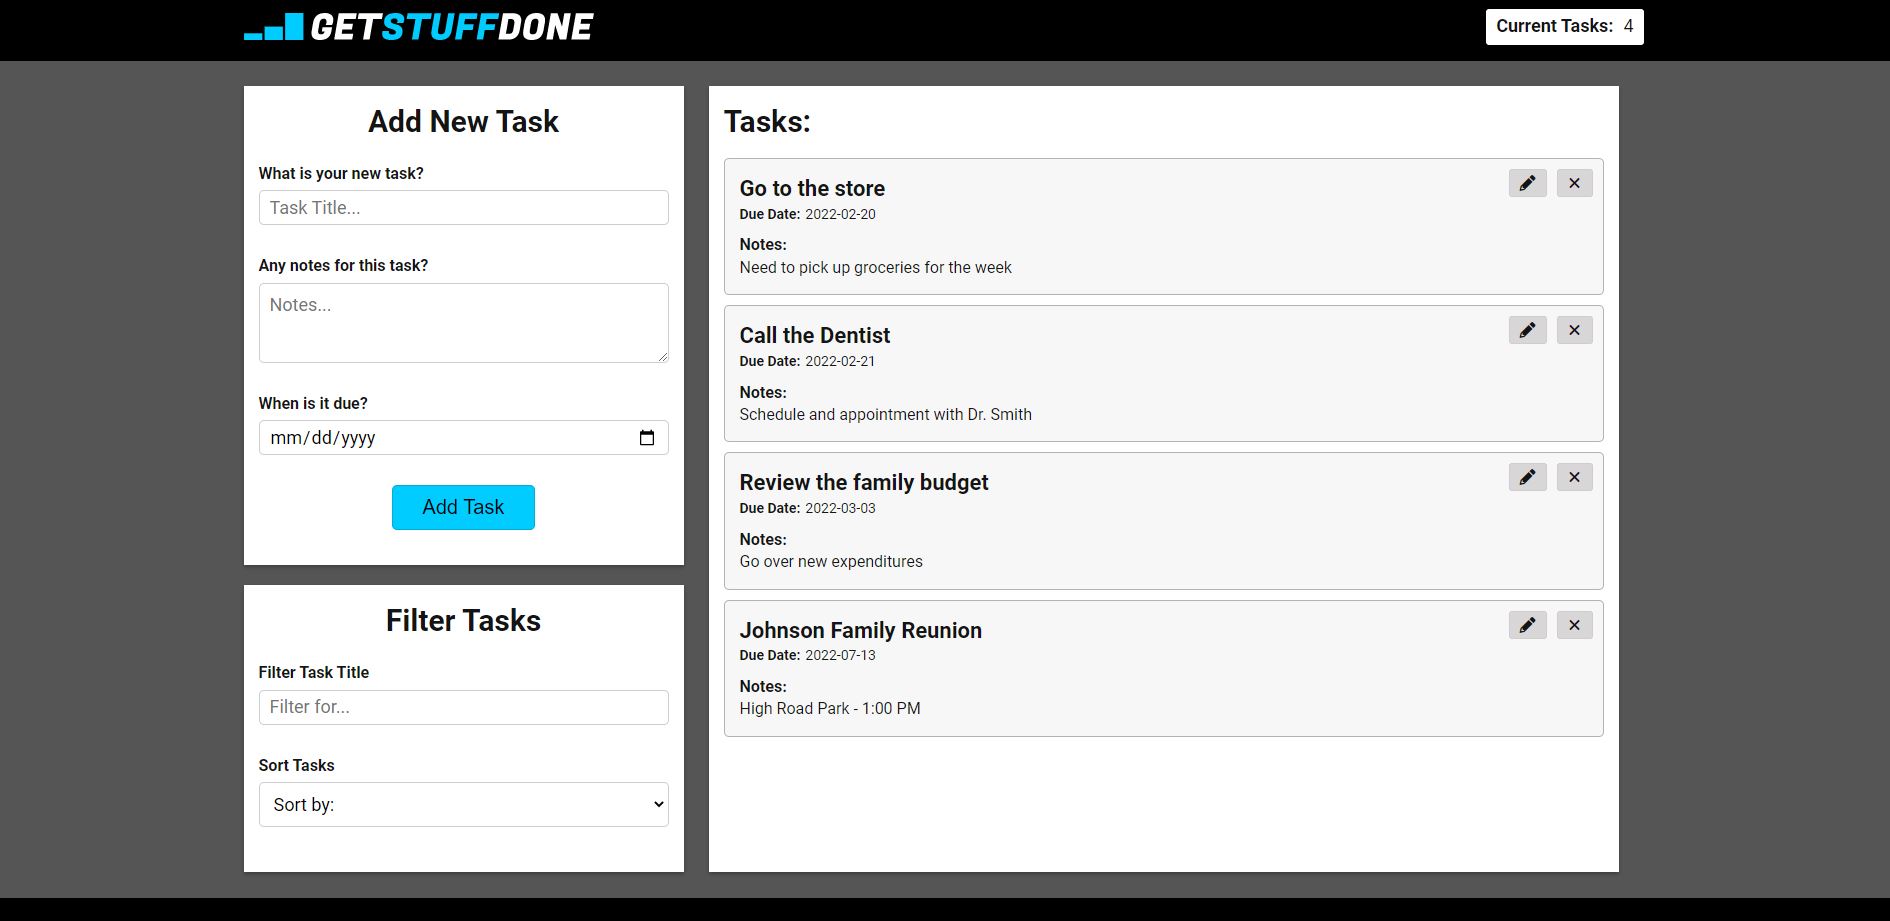 GETSTUFFDONE
Current Tasks: 4
Add New Task
What is your new task?
Task Title...
Any notes for this task?
Notes...
When is it due?
mm/dd/yyyy
Add Task
Filter Tasks
Filter Task Title
Filter for...
Sort Tasks
Sort by:
Tasks:
Go to the store
Due Date: 2022-02-20
Notes:
Need to pick up groceries for the week
Call the Dentist
Due Date: 2022-02-21
Notes:
Schedule and appointment with Dr. Smith
Review the family budget
Due Date: 2022-03-03
Notes:
Go over new expenditures
Johnson Family Reunion
Due Date: 2022-07-13
Notes:
High Road Park - 1:00 PM